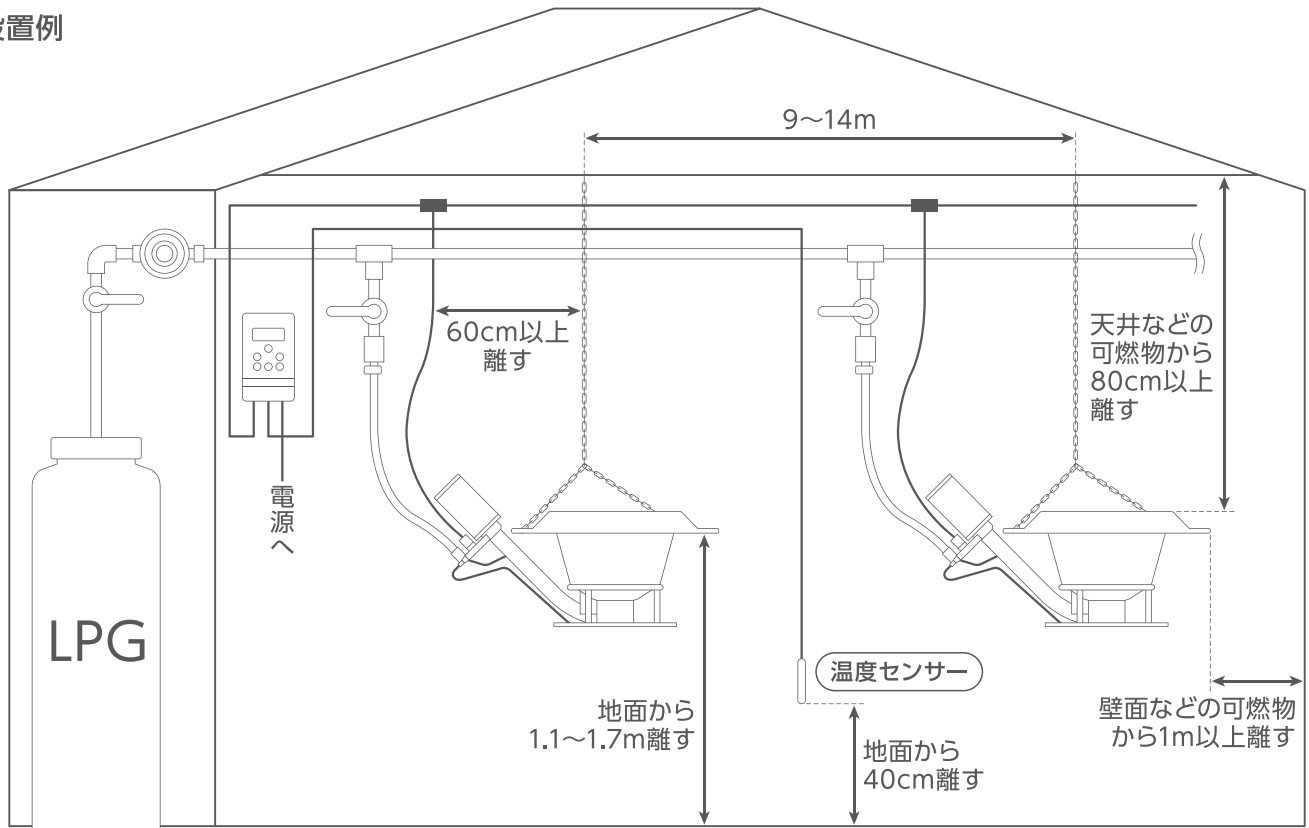 設置例
9〜14m
60cm以上
離す
天井などの
可燃物から
80cm以上
離す
電源へ
LPG
温度センサー
地面から
1.1〜1.7m離す
地面から
40cm離す
壁面などの可燃物
から1m以上離す